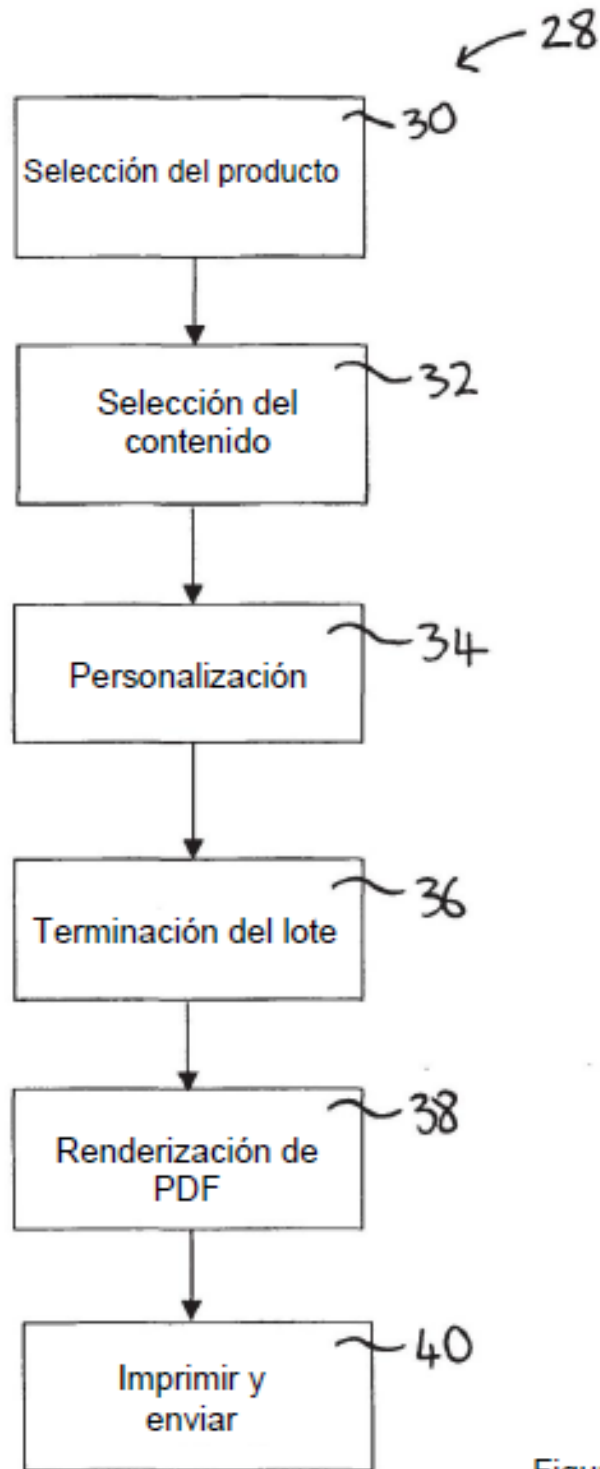 28
30
Selección del producto
32
Selección del
contenido
34
Personalización
36
Terminación del lote
38
Renderización de
PDF
40
Imprimir y
enviar